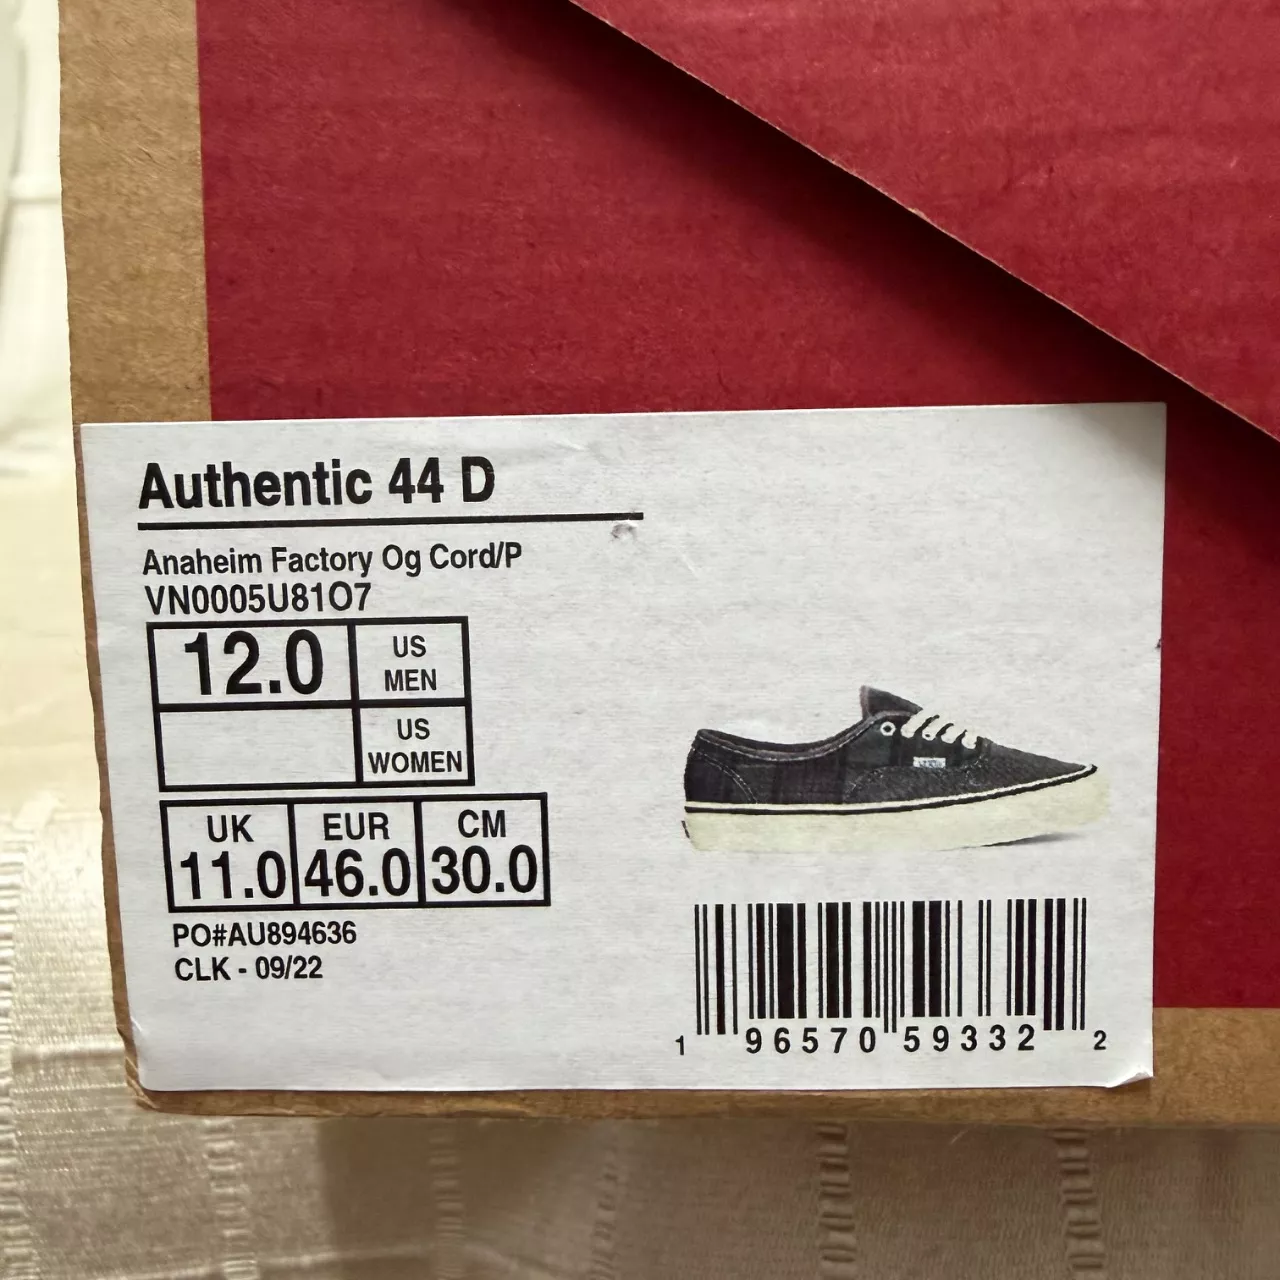 Authentic 44 D
Anaheim Factory Og Cord/P
VN0005U81O7
12.0 US MEN
US WOMEN
UK EUR CM
11.0 46.0 30.0
PO#AU894636
CLK - 09/22
1 96570 59332 2